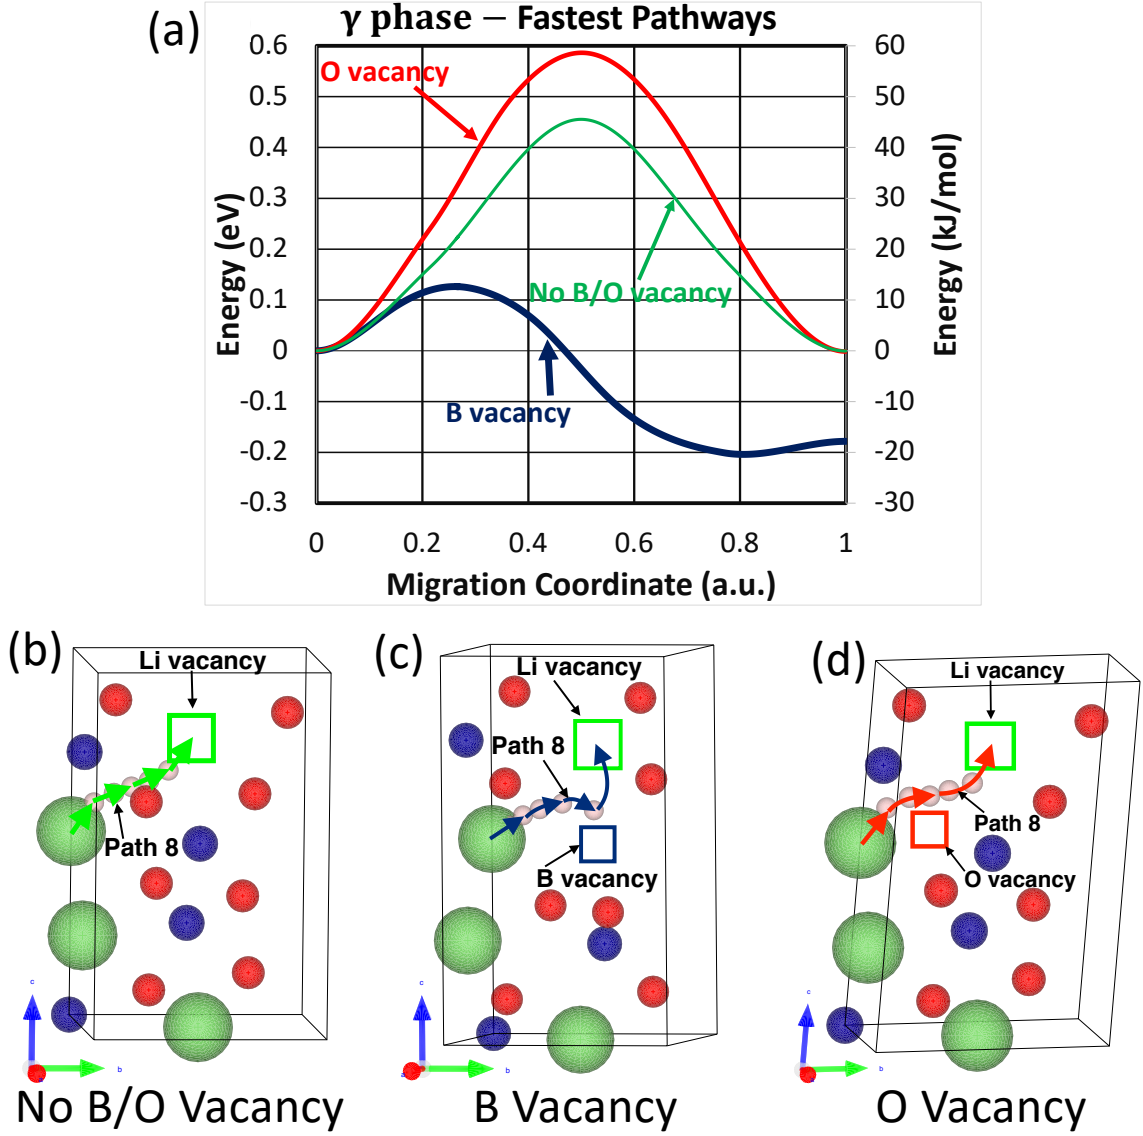 (a)
γ phase – Fastest Pathways
0.6
0.5
0.4
0.3
0.2
0.1
0
-0.1
-0.2
-0.3
Energy (eV)
O vacancy
No B/O vacancy
B vacancy
60
50
40
30
20
10
0
-10
-20
-30
Energy (kJ/mol)
0 0.2 0.4 0.6 0.8 1
Migration Coordinate (a.u.)
(b)
Li vacancy
Path 8
c
b
No B/O Vacancy
(c)
Li vacancy
Path 8
B vacancy
c
a
b
B Vacancy
(d)
Li vacancy
Path 8
O vacancy
c
b
O Vacancy